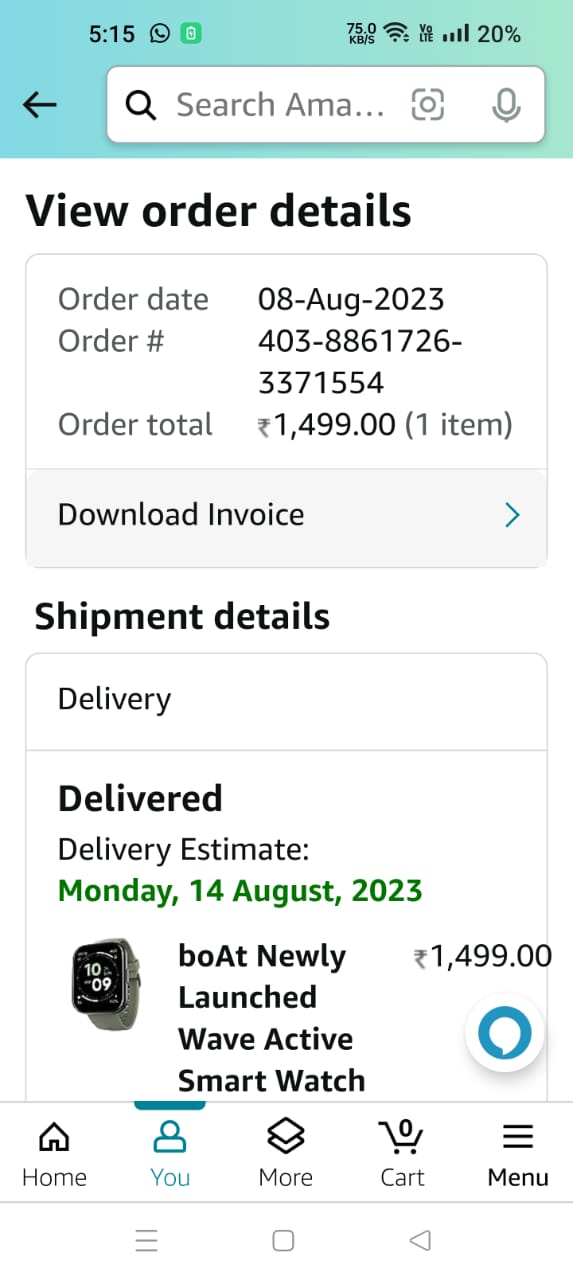 5:15 75.0 KB/S Vo LTE 20%
Search Ama...
View order details
Order date 08-Aug-2023
Order # 403-8861726-
3371554
Order total ₹1,499.00 (1 item)
Download Invoice
Shipment details
Delivery
Delivered
Delivery Estimate:
Monday, 14 August, 2023
boAt Newly ₹1,499.00
Launched
Wave Active
Smart Watch
10
09
Home You More 0 Cart Menu